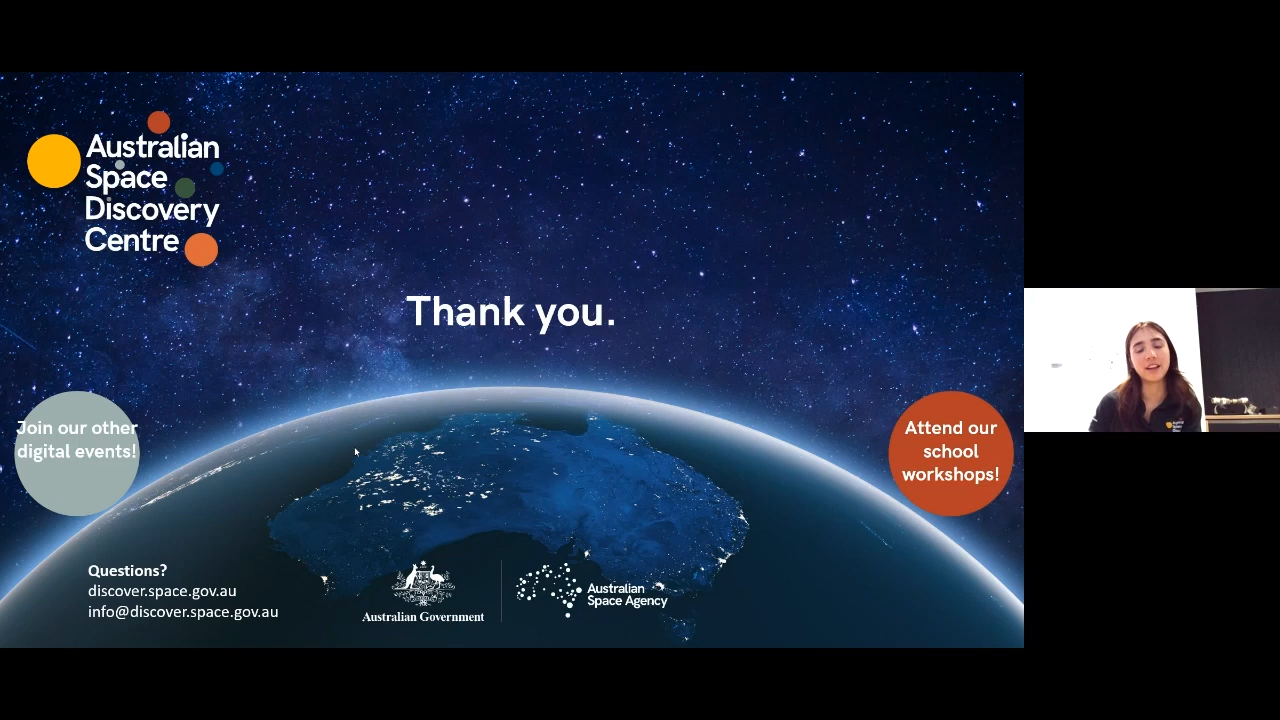 Australian
Space
Discovery
Centre
Thank you.
Join our other
digital events!
Attend our
school
workshops!
Questions?
discover.space.gov.au
info@discover.space.gov.au
Australian Government
Australian
Space Agency